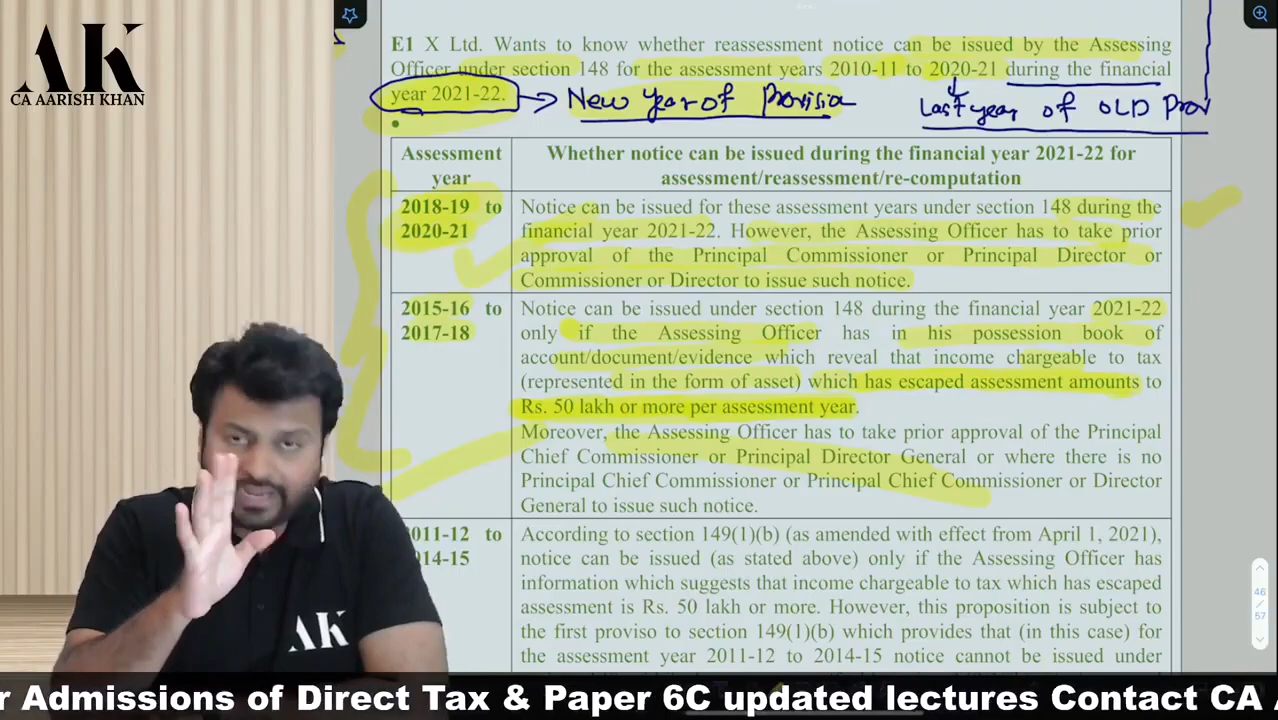 AK
CA AARISH KHAN
E1 X Ltd. Wants to know whether reassessment notice can be issued by the Assessing
Officer under section 148 for the assessment years 2010-11 to 2020-21 during the financial
year 2021-22.
New year of Provision
Last year of OLD Prov
Assessment year
Whether notice can be issued during the financial year 2021-22 for
assessment/reassessment/re-computation
2018-19 to
2020-21
Notice can be issued for these assessment years under section 148 during the
financial year 2021-22. However, the Assessing Officer has to take prior
approval of the Principal Commissioner or Principal Director or
Commissioner or Director to issue such notice.
2015-16 to
2017-18
Notice can be issued under section 148 during the financial year 2021-22
only if the Assessing Officer has in his possession book of
account/document/evidence which reveal that income chargeable to tax
(represented in the form of asset) which has escaped assessment amounts to
Rs. 50 lakh or more per assessment year.
Moreover, the Assessing Officer has to take prior approval of the Principal
Chief Commissioner or Principal Director General or where there is no
Principal Chief Commissioner or Principal Chief Commissioner or Director
General to issue such notice.
011-12 to
14-15
According to section 149(1)(b) (as amended with effect from April 1, 2021),
notice can be issued (as stated above) only if the Assessing Officer has
information which suggests that income chargeable to tax which has escaped
assessment is Rs. 50 lakh or more. However, this proposition is subject to
the first proviso to section 149(1)(b) which provides that (in this case) for
the assessment year 2011-12 to 2014-15 notice cannot be issued under
46
/
57
AK
r Admissions of Direct Tax & Paper 6C updated lectures Contact CA